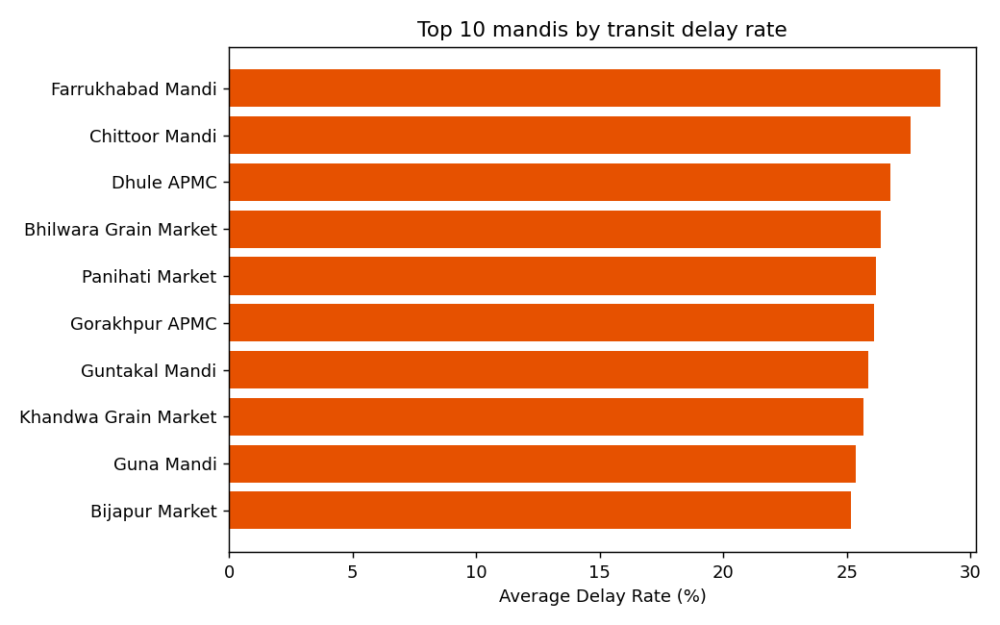 Top 10 mandis by transit delay rate
Farrukhabad Mandi
Chittoor Mandi
Dhule APMC
Bhilwara Grain Market
Panihati Market
Gorakhpur APMC
Guntakal Mandi
Khandwa Grain Market
Guna Mandi
Bijapur Market
0 5 10 15 20 25 30
Average Delay Rate (%)